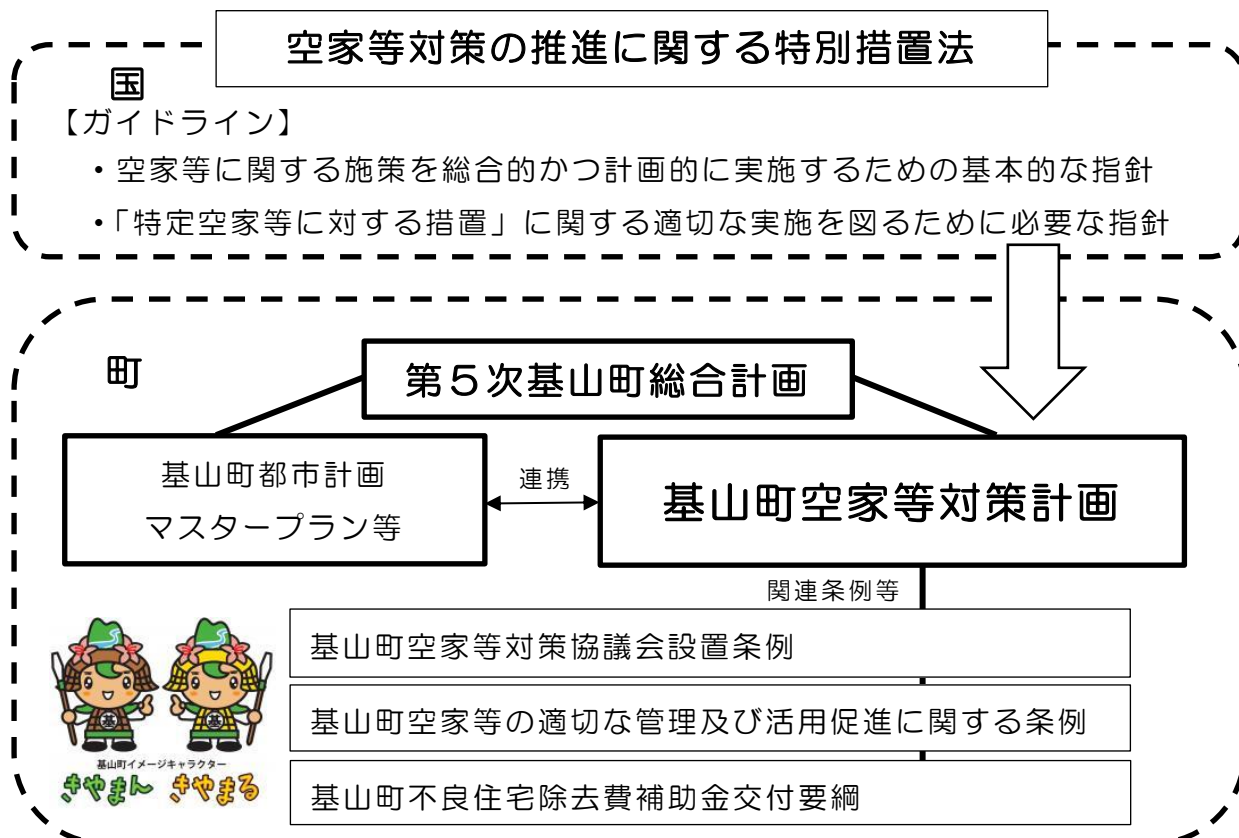 空家等対策の推進に関する特別措置法
国
【ガイドライン】
・空家等に関する施策を総合的かつ計画的に実施するための基本的な指針
・「特定空家等に対する措置」に関する適切な実施を図るために必要な指針
町
第５次基山町総合計画
基山町都市計画
マスタープラン等
連携
基山町空家等対策計画
関連条例等
基山町空家等対策協議会設置条例
基山町空家等の適切な管理及び活用促進に関する条例
基山町不良住宅除去費補助金交付要綱
基
基
基山町イメージキャラクター
きやまん きやまる